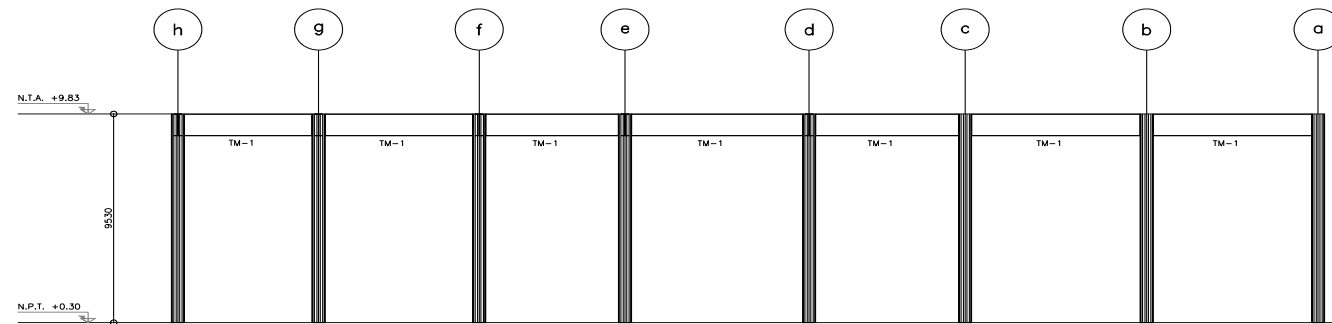 h g f e d c b a
N.T.A. +9.83
TM-1 TM-1 TM-1 TM-1 TM-1 TM-1 TM-1
9530
N.P.T. +0.30